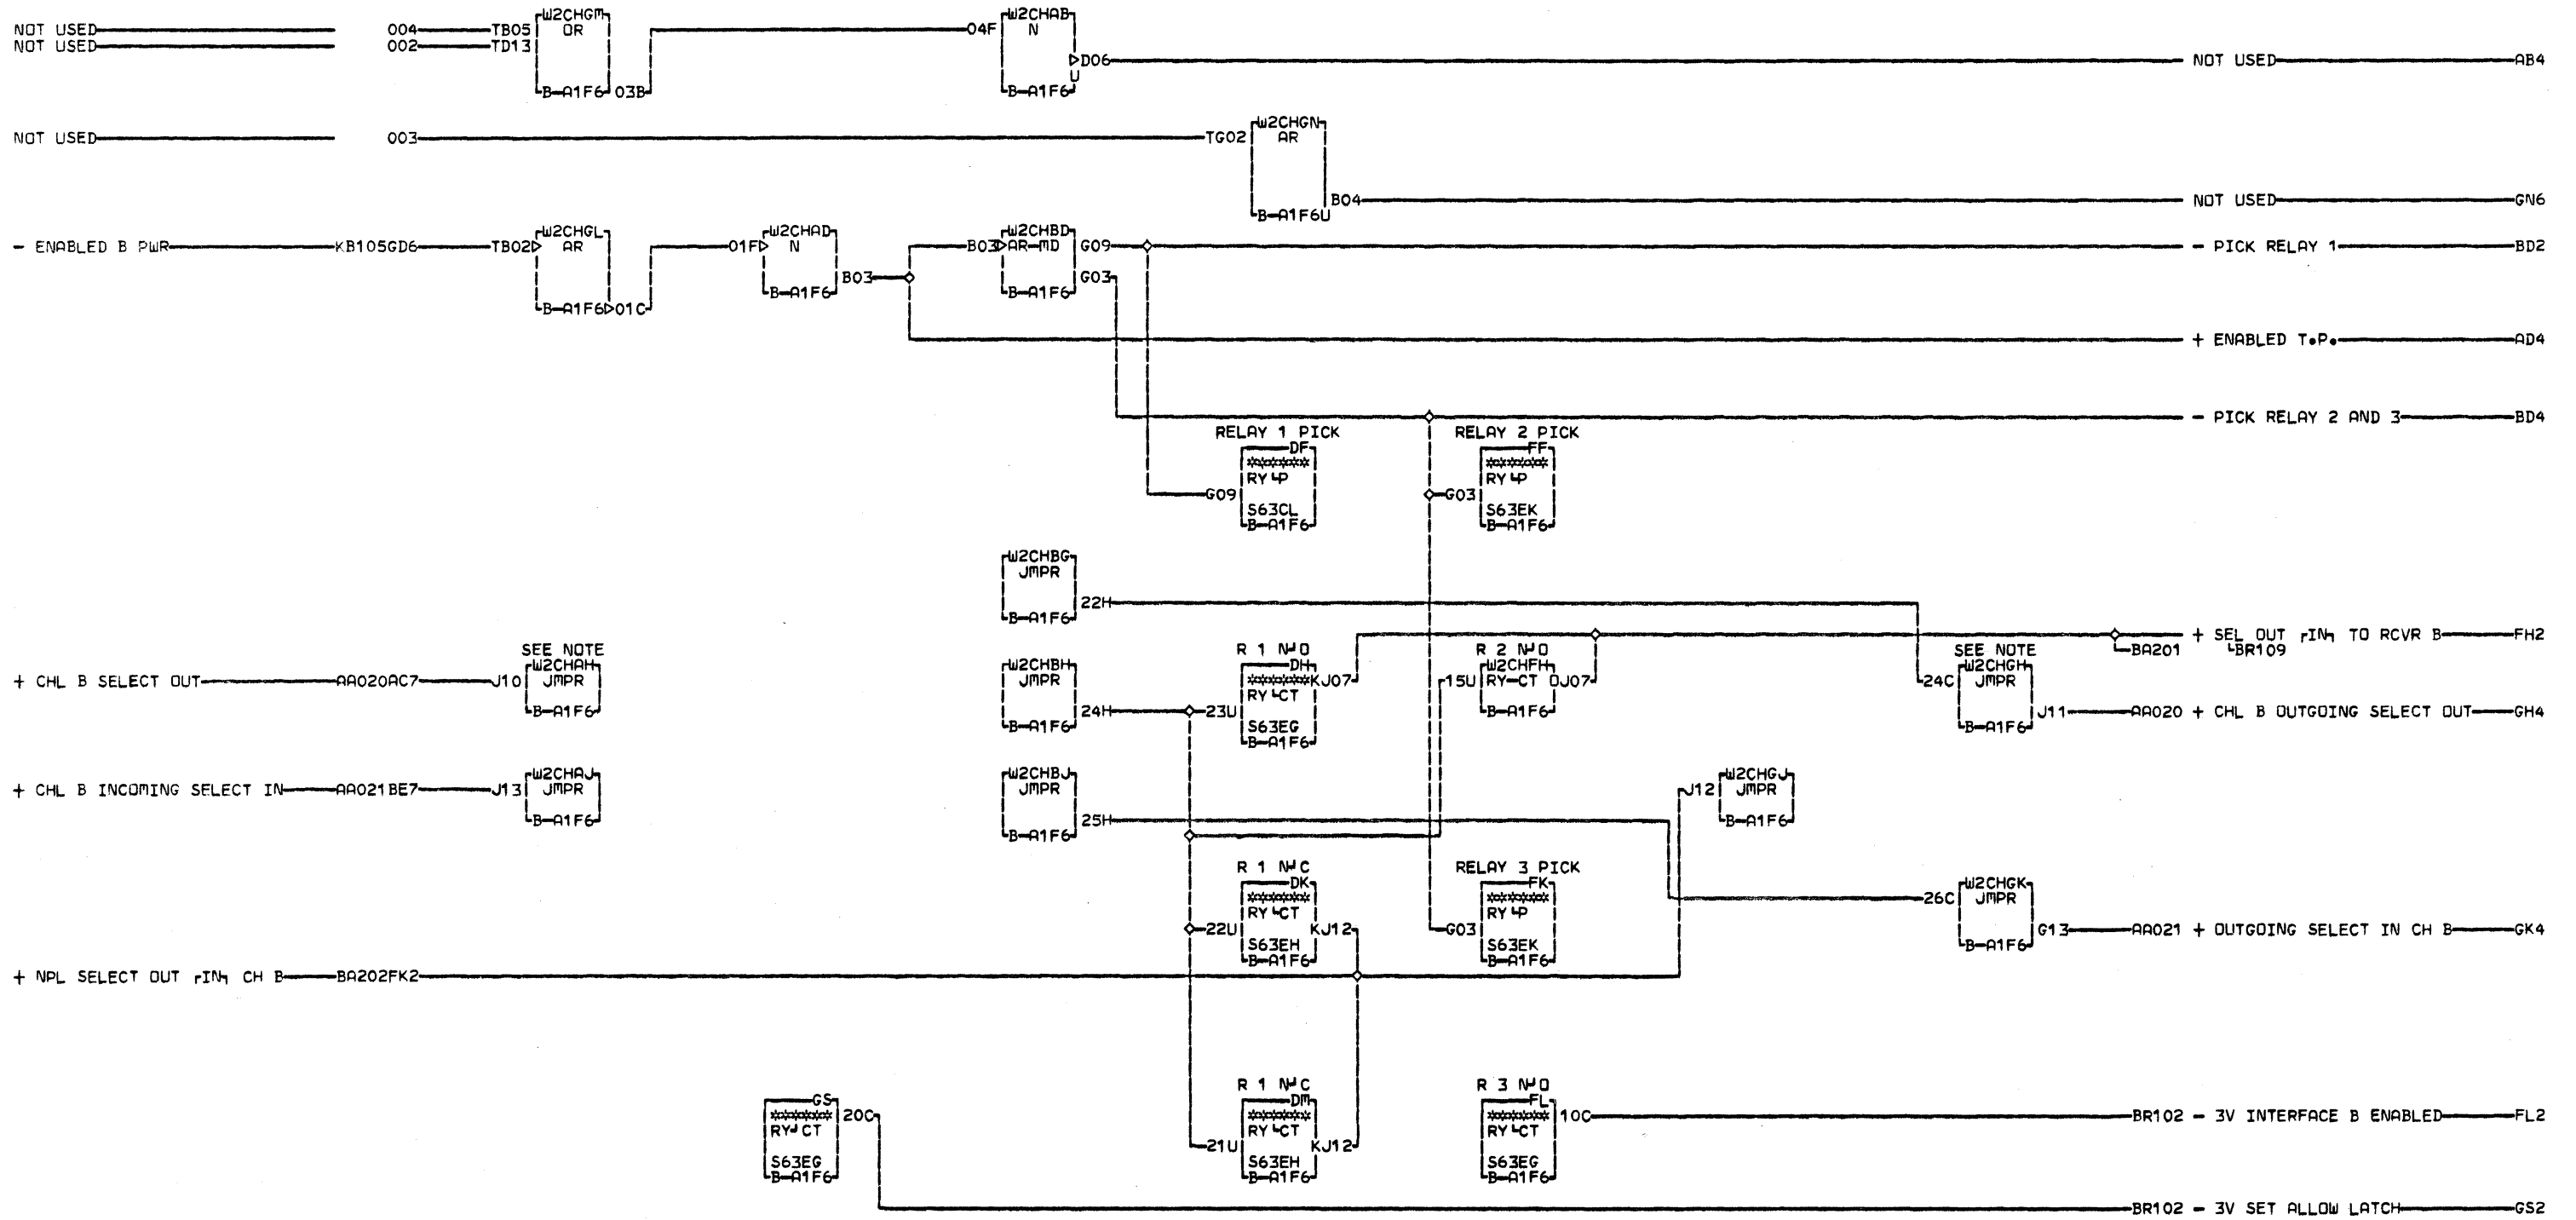 NOT USED 004 TB05 W2CHGM OR B-A1F6 03B 04F W2CHAB N D06 U B-A1F6 NOT USED AB4
NOT USED 002 TD13
NOT USED 003 TG02 W2CHGN AR B-A1F6U B04 NOT USED GN6
- ENABLED B PWR KB105GD6 TB02 W2CHGL AR B-A1F6 01C 01F W2CHAD N B-A1F6 B03 B03 W2CHBD AR-MD B-A1F6 G09 G03 - PICK RELAY 1 BD2
+ ENABLED T.P. AD4
- PICK RELAY 2 AND 3 BD4
RELAY 1 PICK
DF
******
RY P
G09
S63CL
B-A1F6
RELAY 2 PICK
FF
******
RY P
G03
S63EK
B-A1F6
W2CHBG
JMPR
22H
B-A1F6
+ SEL OUT IN TO RCVR B FH2
BA201 BR109
+ CHL B SELECT OUT AA020AC7 J10
SEE NOTE
W2CHAH
JMPR
B-A1F6
W2CHBH
JMPR
24H
B-A1F6
R 1 N O
DH
****** KJ07
RY CT
23U
S63EG
B-A1F6
R 2 N O
W2CHFH
15U RY-CT OJ07
B-A1F6
SEE NOTE
W2CHGH
24C JMPR
B-A1F6
J11 AA020 + CHL B OUTGOING SELECT OUT GH4
+ CHL B INCOMING SELECT IN AA021BE7 J13
W2CHAJ
JMPR
B-A1F6
W2CHBJ
JMPR
25H
B-A1F6
W2CHGJ
J12 JMPR
B-A1F6
R 1 N C
DK
******
RY CT
22U KJ12
S63EH
B-A1F6
RELAY 3 PICK
FK
******
RY P
G03
S63EK
B-A1F6
W2CHGK
26C JMPR
B-A1F6
G13 AA021 + OUTGOING SELECT IN CH B GK4
+ NPL SELECT OUT IN CH B BA202FK2
GS
****** 20C
RY CT
S63EG
B-A1F6
R 1 N C
DM
******
RY CT
21U KJ12
S63EH
B-A1F6
R 3 N O
FL
****** 10C
RY CT
S63EG
B-A1F6
BR102 - 3V INTERFACE B ENABLED FL2
BR102 - 3V SET ALLOW LATCH GS2